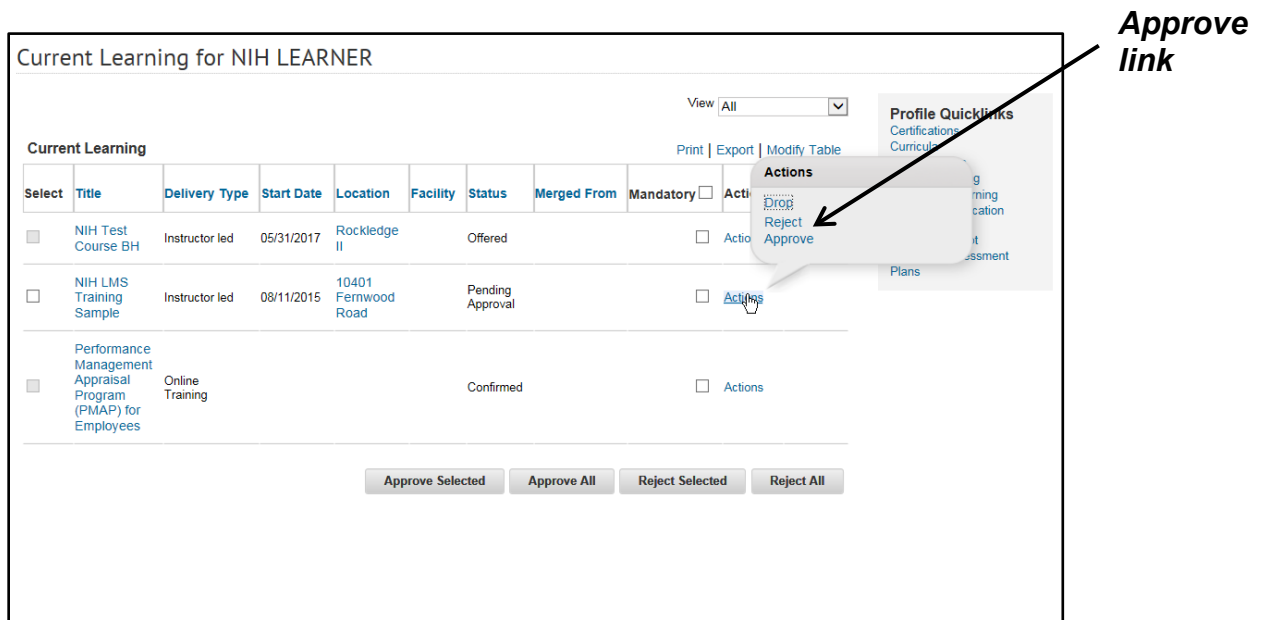 Approve
link
Current Learning for NIH LEARNER
View All
Profile Quicklinks
Certifications
Curricula
Current Learning
Print | Export | Modify Table
Actions
Drop
Reject
Approve
Select Title Delivery Type Start Date Location Facility Status Merged From Mandatory
NIH Test
Course BH
Instructor led 05/31/2017
Rockledge
II
Offered
NIH LMS
Training
Sample
Instructor led 08/11/2015
10401
Fernwood
Road
Pending
Approval
Actions
Plans
Performance
Management
Appraisal
Program
(PMAP) for
Employees
Online
Training
Confirmed
Actions
Approve Selected Approve All Reject Selected Reject All